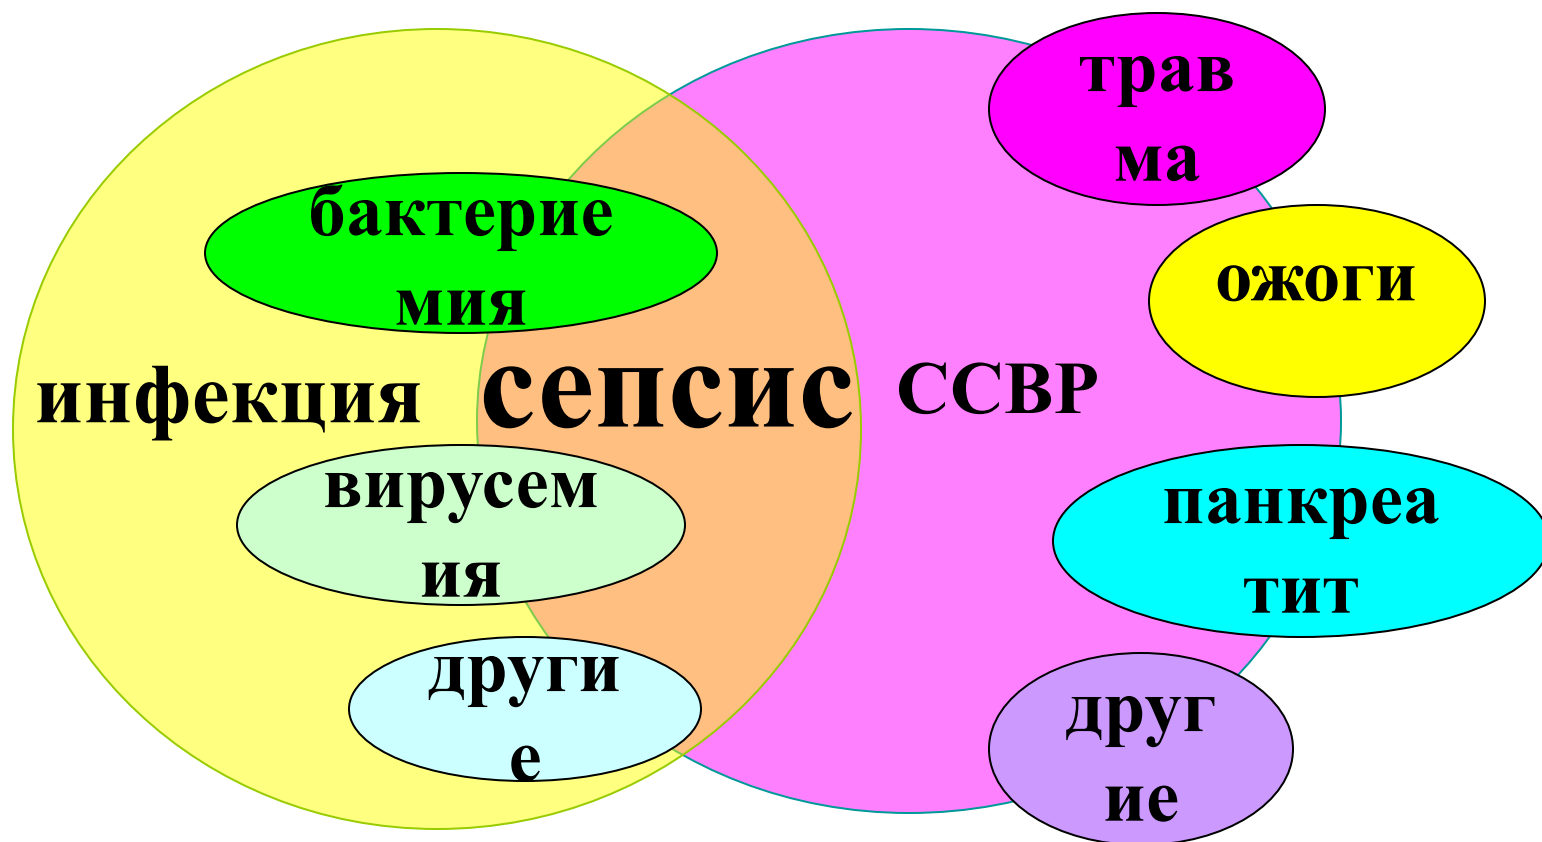 трав
ма
бактерие
мия
ожоги
инфекция
сепсис
ССВР
вирусем
ия
панкреа
тит
други
е
друг
ие